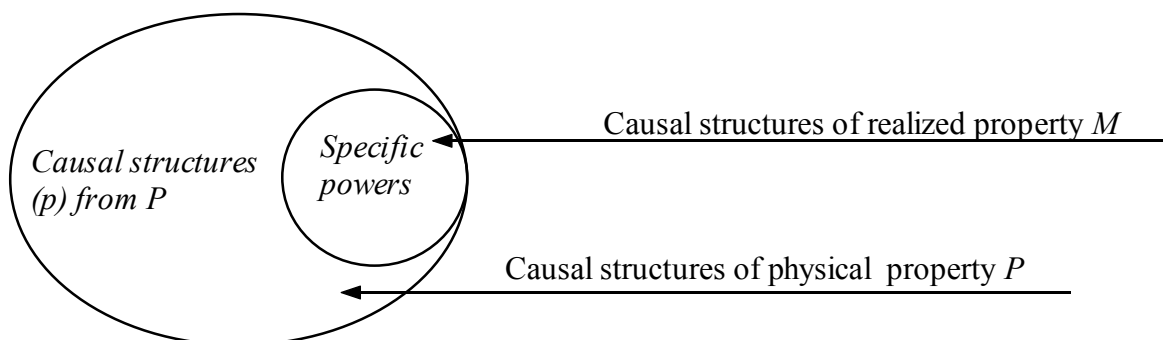 Causal structures of realized property M
Specific
powers
Causal structures
(p) from P
Causal structures of physical property P